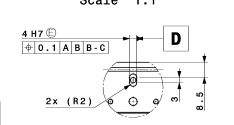 Scale 1:1
4 H7 Ⓔ
⌖ 0.1 A B B-C
D
2x (R2)
3
8.5